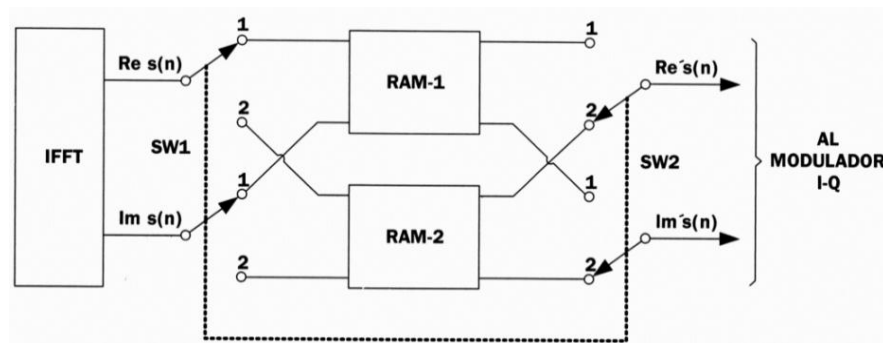 1
1
Re s(n)
RAM-1
Re´s(n)
2
2
IFFT
SW1
SW2
AL
MODULADOR
I-Q
1
1
Im s(n)
RAM-2
Im´s(n)
2
2